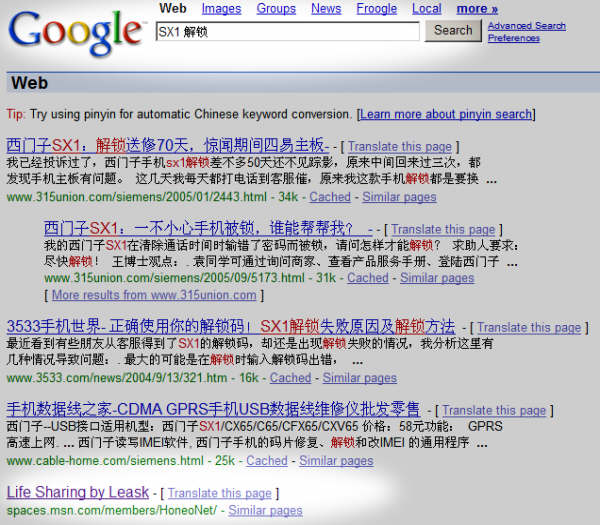 Google™
Web Images Groups News Froogle Local more »
SX1 解锁 Search Advanced Search
Preferences
Web
Tip: Try using pinyin for automatic Chinese keyword conversion. [Learn more about pinyin search]
西门子SX1：解锁送修70天，惊闻期间四易主板- - [ Translate this page ]
我已经投诉过了，西门子手机sx1解锁差不多50天还不见踪影，原来中间回来过三次，都
发现手机主板有问题。 这几天我每天都打电话到客服催，原来我这款手机解锁都是要换 ...
www.315union.com/siemens/2005/01/2443.html - 34k - Cached - Similar pages
西门子SX1：一不小心手机被锁，谁能帮帮我？ - - [ Translate this page ]
我的西门子SX1在清除通话时间时输错了密码而被锁，请问怎样才能解锁？ 求助人要求：
尽快解锁！ 王博士观点：. 袁同学可通过询问商家、查看产品服务手册、登陆西门子 ...
www.315union.com/siemens/2005/09/5173.html - 31k - Cached - Similar pages
[ More results from www.315union.com ]
3533手机世界- 正确使用你的解锁码！SX1解锁失败原因及解锁方法 - [ Translate this page ]
最近看到有些朋友从客服得到了SX1的解锁码，却还是出现解锁失败的情况，我分析这里有
几种情况导致问题：. 最大的可能是在解锁时输入解锁码出错， ...
www.3533.com/news/2004/9/13/321.htm - 16k - Cached - Similar pages
手机数据线之家-CDMA GPRS手机USB数据线维修仪批发零售 - [ Translate this page ]
西门子--USB接口适用机型：西门子SX1/CX65/C65/CFX65/CXV65 价格：58元功能： GPRS
高速上网. ... 西门子读写IMEI软件, 西门子手机的码片修复、解锁和改IMEI 的通用程序 ...
www.cable-home.com/siemens.html - 25k - Cached - Similar pages
Life Sharing by Leask - [ Translate this page ]
spaces.msn.com/members/HoneoNet/ - Similar pages